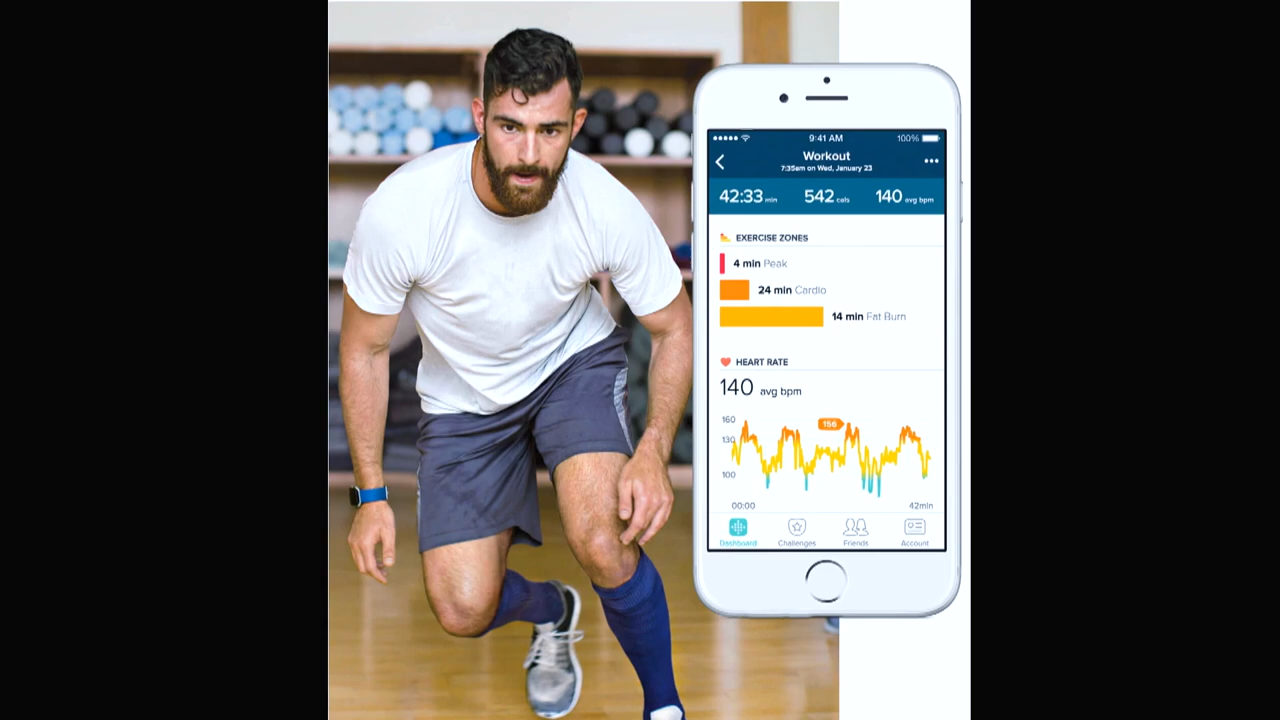 9:41 AM 100%
Workout
7:35am on Wed, January 23
42:33 min 542 cals 140 avg bpm
EXERCISE ZONES
4 min Peak
24 min Cardio
14 min Fat Burn
HEART RATE
140 avg bpm
160
156
130
100
00:00 42min
Dashboard Challenges Friends Account